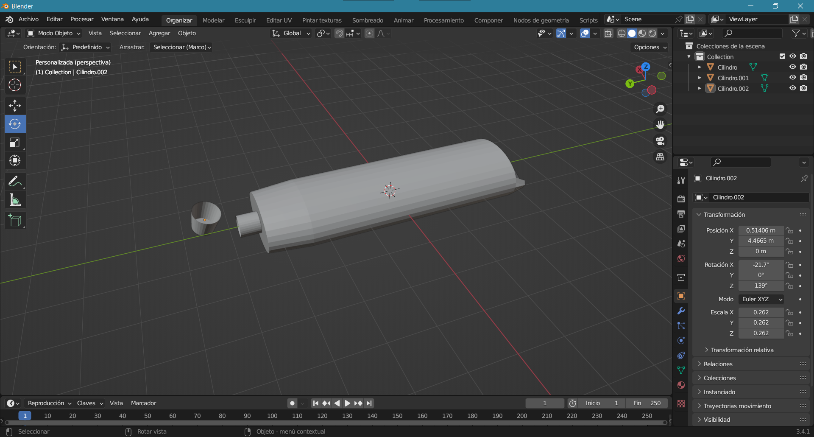 Blender
Archivo Editar Procesar Ventana Ayuda Organizar Modelar Esculpir Editar UV Pintar texturas Sombreado Animar Procesamiento Componer Nodos de geometría Scripts Scene ViewLayer
Modo Objeto Vista Seleccionar Agregar Objeto Global
Orientación: Predefinido Arrastrar: Seleccionar (Marco) Opciones
Personalizada (perspectiva)
(1) Collection | Cilindro.002
Z
Y
Colecciones de la escena
Collection
Cilindro
Cilindro.001
Cilindro.002
Cilindro.002
Cilindro.002
Transformación
Posición X 0.51406 m
Y 4.4665 m
Z 0 m
Rotación X -21.7°
Y 0°
Z 139°
Modo Euler XYZ
Escala X 0.262
Y 0.262
Z 0.262
Transformación relativa
Relaciones
Colecciones
Instanciado
Trayectorias movimiento
Visibilidad
Reproducción Claves Vista Marcador 1 Inicio 1 Fin 250
1 10 20 30 40 50 60 70 80 90 100 110 120 130 140 150 160 170 180 190 200 210 220 230 240 250
Seleccionar Rotar vista Objeto - menú contextual 3.4.1